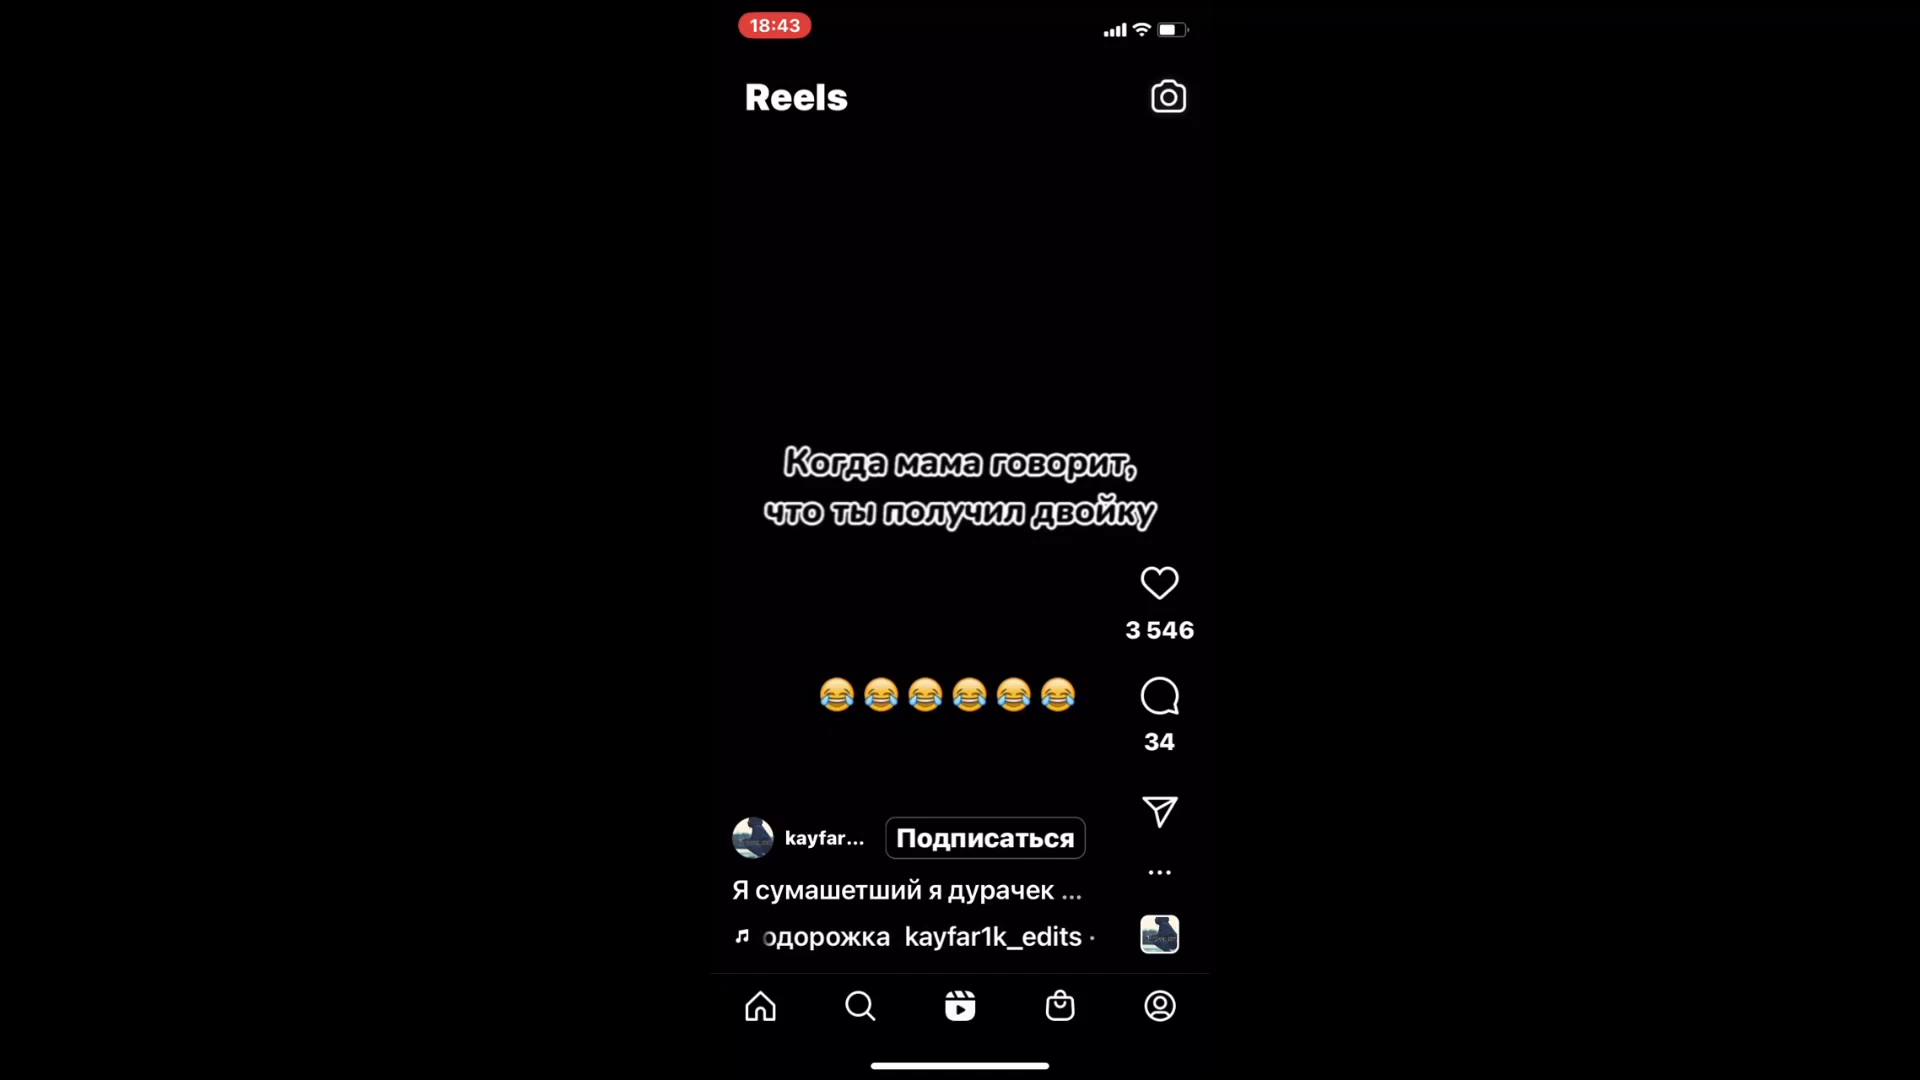 18:43
Reels
Когда мама говорит,
что ты получил двойку
3 546
😂😂😂😂😂😂
34
kayfar...
Подписаться
Я сумашетший я дурачек ...
одорожка kayfar1k_edits ·